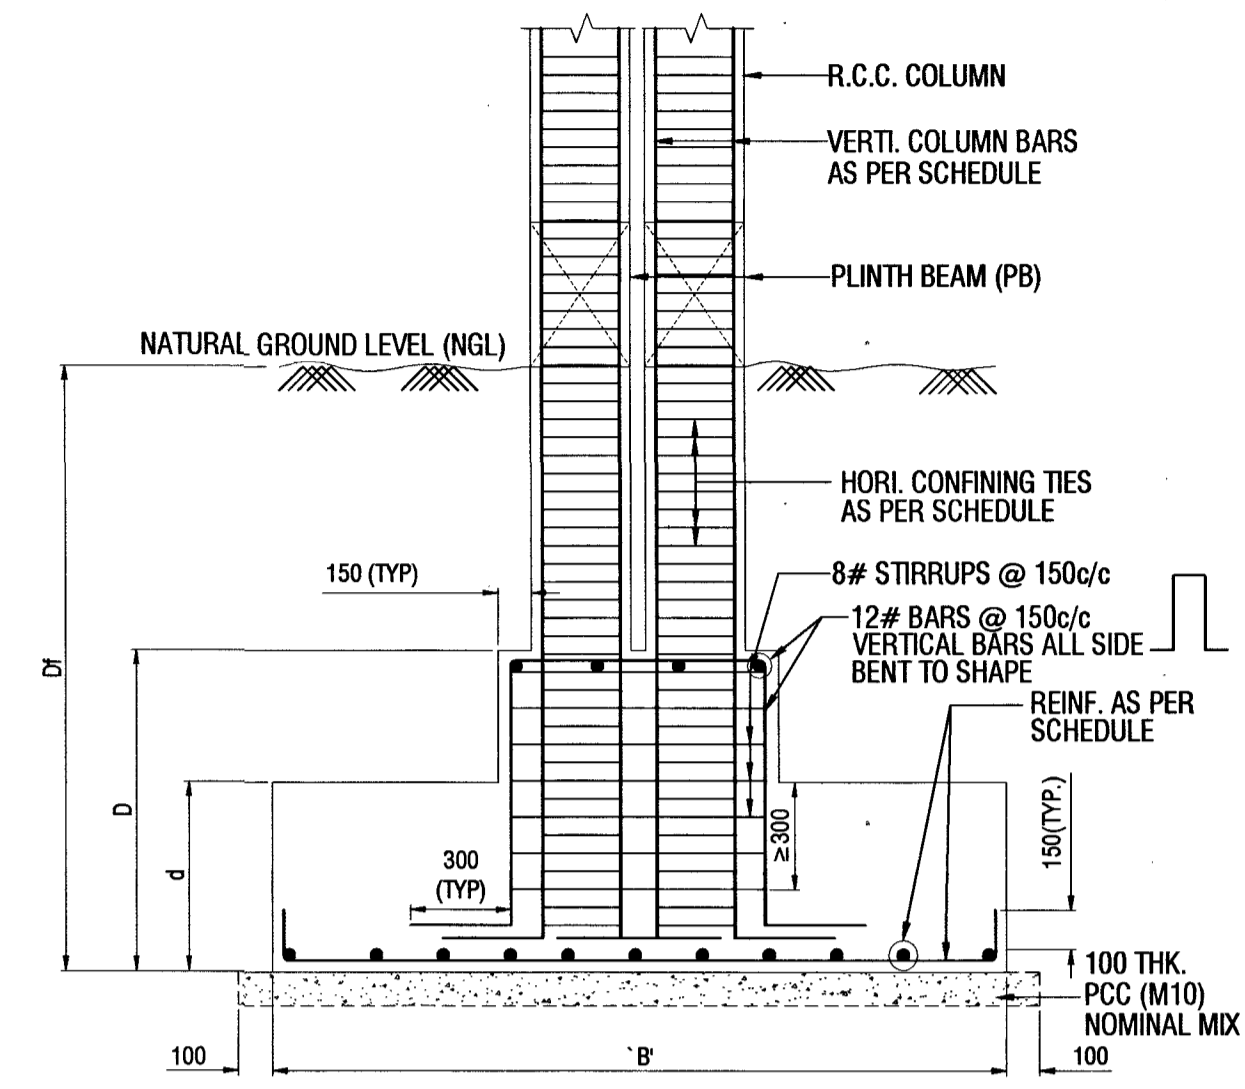 R.C.C. COLUMN
VERTI. COLUMN BARS
AS PER SCHEDULE
PLINTH BEAM (PB)
NATURAL GROUND LEVEL (NGL)
HORI. CONFINING TIES
AS PER SCHEDULE
150 (TYP)
8# STIRRUPS @ 150c/c
12# BARS @ 150c/c
VERTICAL BARS ALL SIDE
BENT TO SHAPE
REINF. AS PER
SCHEDULE
Df
D
d
300
(TYP)
≥300
150(TYP.)
100 THK.
PCC (M10)
NOMINAL MIX
100
`B'
100